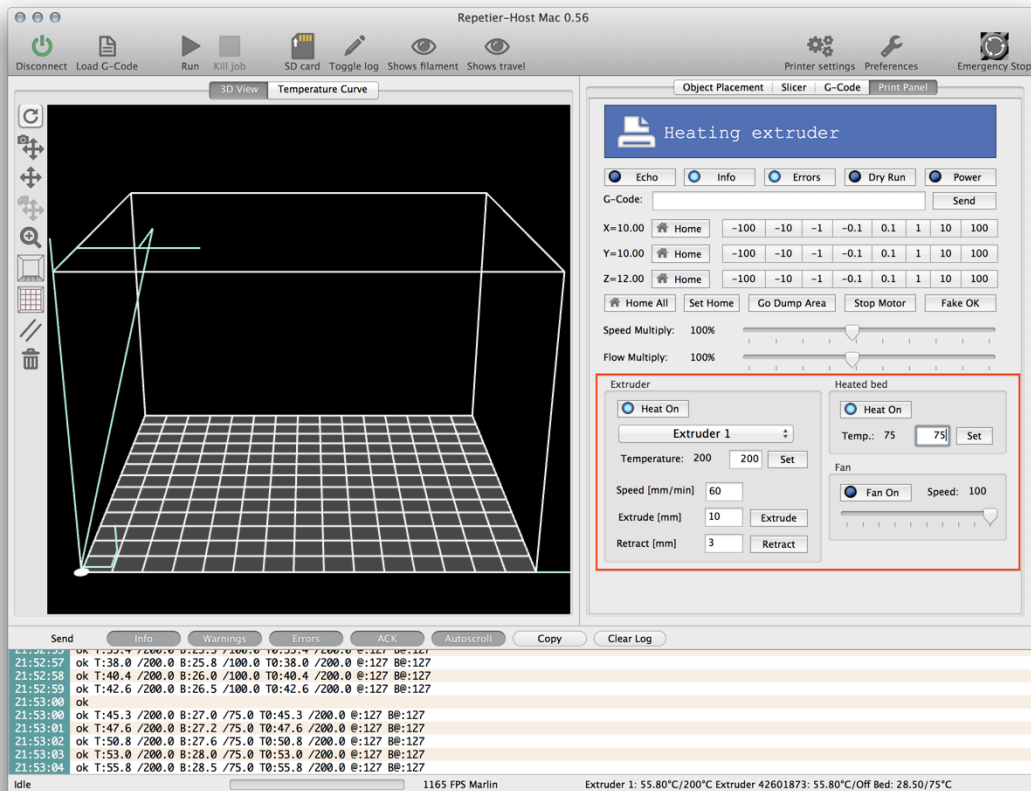 Repetier-Host Mac 0.56
Disconnect Load G-Code Run Kill job SD card Toggle log Shows filament Shows travel Printer settings Preferences Emergency Stop
3D View Temperature Curve
Object Placement Slicer G-Code Print Panel
Heating extruder
Echo Info Errors Dry Run Power
G-Code: Send
X=10.00 Home -100 -10 -1 -0.1 0.1 1 10 100
Y=10.00 Home -100 -10 -1 -0.1 0.1 1 10 100
Z=12.00 Home -100 -10 -1 -0.1 0.1 1 10 100
Home All Set Home Go Dump Area Stop Motor Fake OK
Speed Multiply: 100%
Flow Multiply: 100%
Extruder
Heat On
Extruder 1
Temperature: 200 200 Set
Speed [mm/min] 60
Extrude [mm] 10 Extrude
Retract [mm] 3 Retract
Heated bed
Heat On
Temp.: 75 75 Set
Fan
Fan On Speed: 100
Send Info Warnings Errors ACK Autoscroll Copy Clear Log
21:52:57 ok T:38.0 /200.0 B:25.8 /100.0 T0:38.0 /200.0 @:127 B@:127
21:52:58 ok T:40.4 /200.0 B:26.0 /100.0 T0:40.4 /200.0 @:127 B@:127
21:52:59 ok T:42.6 /200.0 B:26.5 /100.0 T0:42.6 /200.0 @:127 B@:127
21:53:00 ok
21:53:00 ok T:45.3 /200.0 B:27.0 /75.0 T0:45.3 /200.0 @:127 B@:127
21:53:01 ok T:47.6 /200.0 B:27.2 /75.0 T0:47.6 /200.0 @:127 B@:127
21:53:02 ok T:50.8 /200.0 B:27.6 /75.0 T0:50.8 /200.0 @:127 B@:127
21:53:03 ok T:53.0 /200.0 B:28.0 /75.0 T0:53.0 /200.0 @:127 B@:127
21:53:04 ok T:55.8 /200.0 B:28.5 /75.0 T0:55.8 /200.0 @:127 B@:127
Idle 1165 FPS Marlin Extruder 1: 55.80°C/200°C Extruder 42601873: 55.80°C/Off Bed: 28.50/75°C